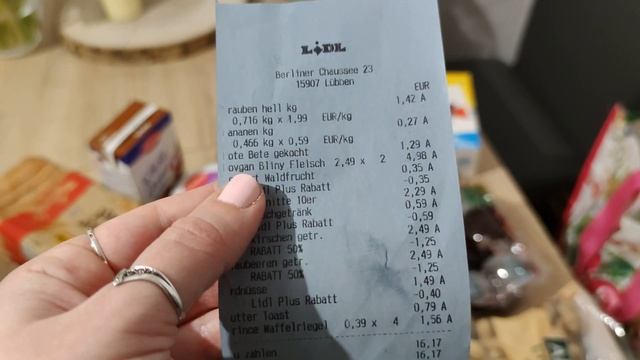 LIDL
Berliner Chaussee 23
15907 Lübben
EUR
rauben hell kg 1,42 A
0,716 kg x 1,99 EUR/kg
ananen kg 0,27 A
0,466 kg x 0,59 EUR/kg
ote Bete gekocht 1,29 A
ovgan Bliny Fleisch 2,49 x 2 4,98 A
Waldfrucht 0,35 A
Plus Rabatt -0,35
nitte 10er 2,29 A
chgetränk 0,59 A
dl Plus Rabatt -0,59
kirschen getr. 2,49 A
RABATT 50% -1,25
aubeeren getr. 2,49 A
RABATT 50% -1,25
rdnüsse 1,49 A
Lidl Plus Rabatt -0,40
utter Toast 0,79 A
rince Waffelriegel 0,39 x 4 1,56 A
zahlen 16,17
16,17